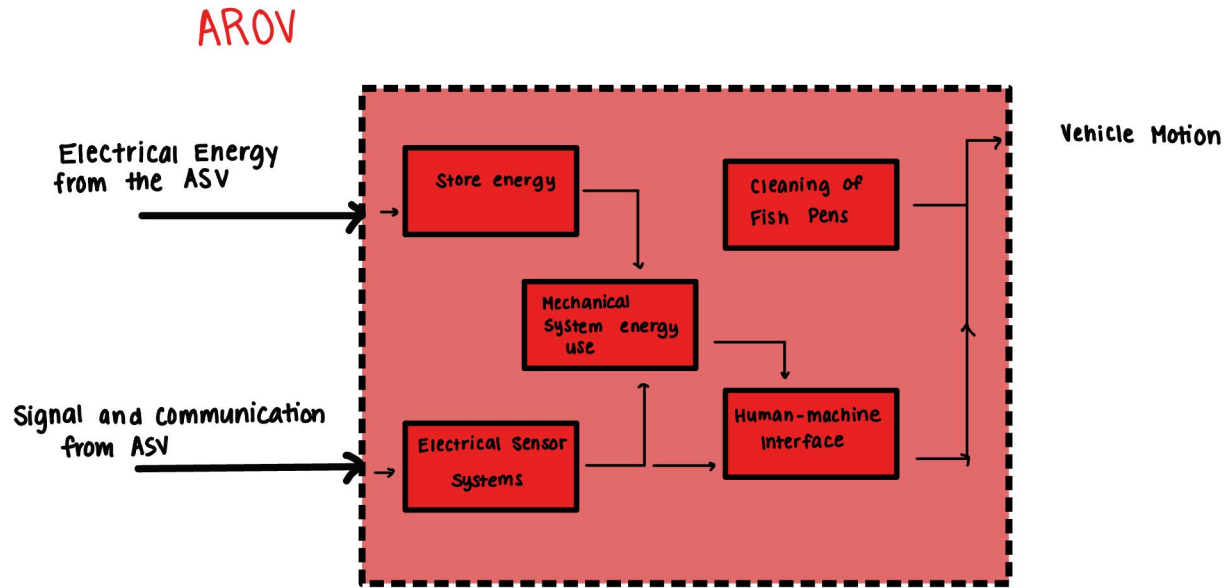 AROV
Electrical Energy
from the ASV
Store energy
Cleaning of
Fish Pens
Vehicle Motion
Mechanical
System energy
use
Signal and communication
from ASV
Electrical Sensor
Systems
Human-machine
Interface